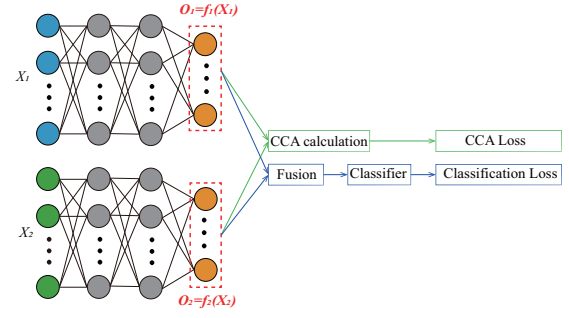 O₁=f₁(X₁)
X₁
CCA calculation
CCA Loss
Fusion
Classifier
Classification Loss
X₂
O₂=f₂(X₂)